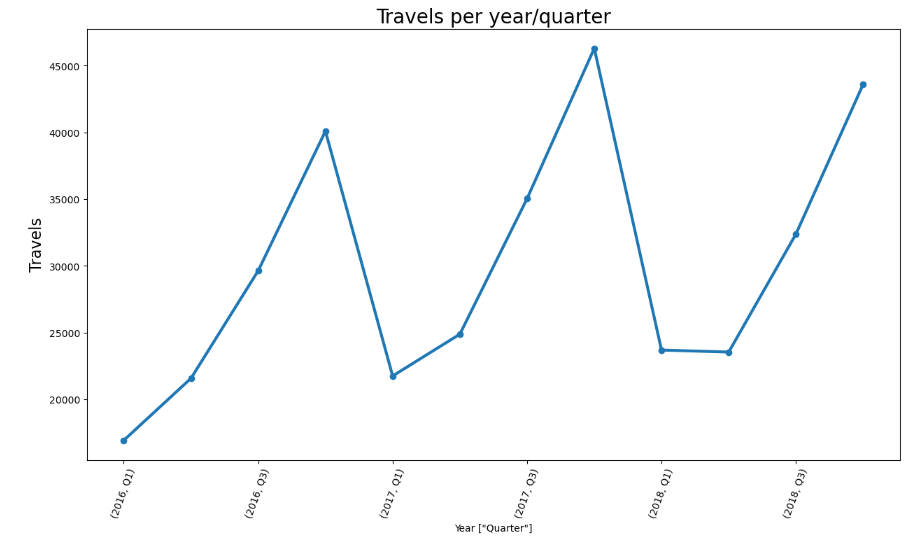 Travels per year/quarter
45000
40000
35000
30000
25000
20000
Travels
(2016, Q1)
(2016, Q3)
(2017, Q1)
(2017, Q3)
(2018, Q1)
(2018, Q3)
Year ["Quarter"]